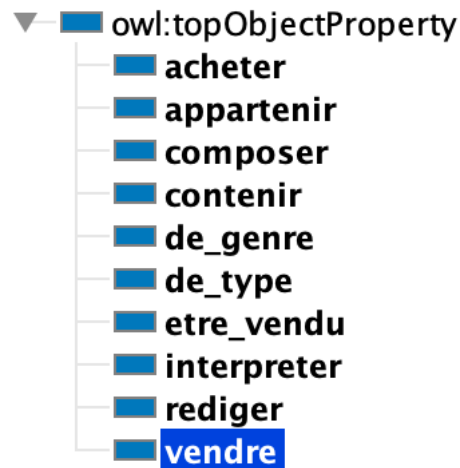 owl:topObjectProperty
acheter
appartenir
composer
contenir
de_genre
de_type
etre_vendu
interpreter
rediger
vendre